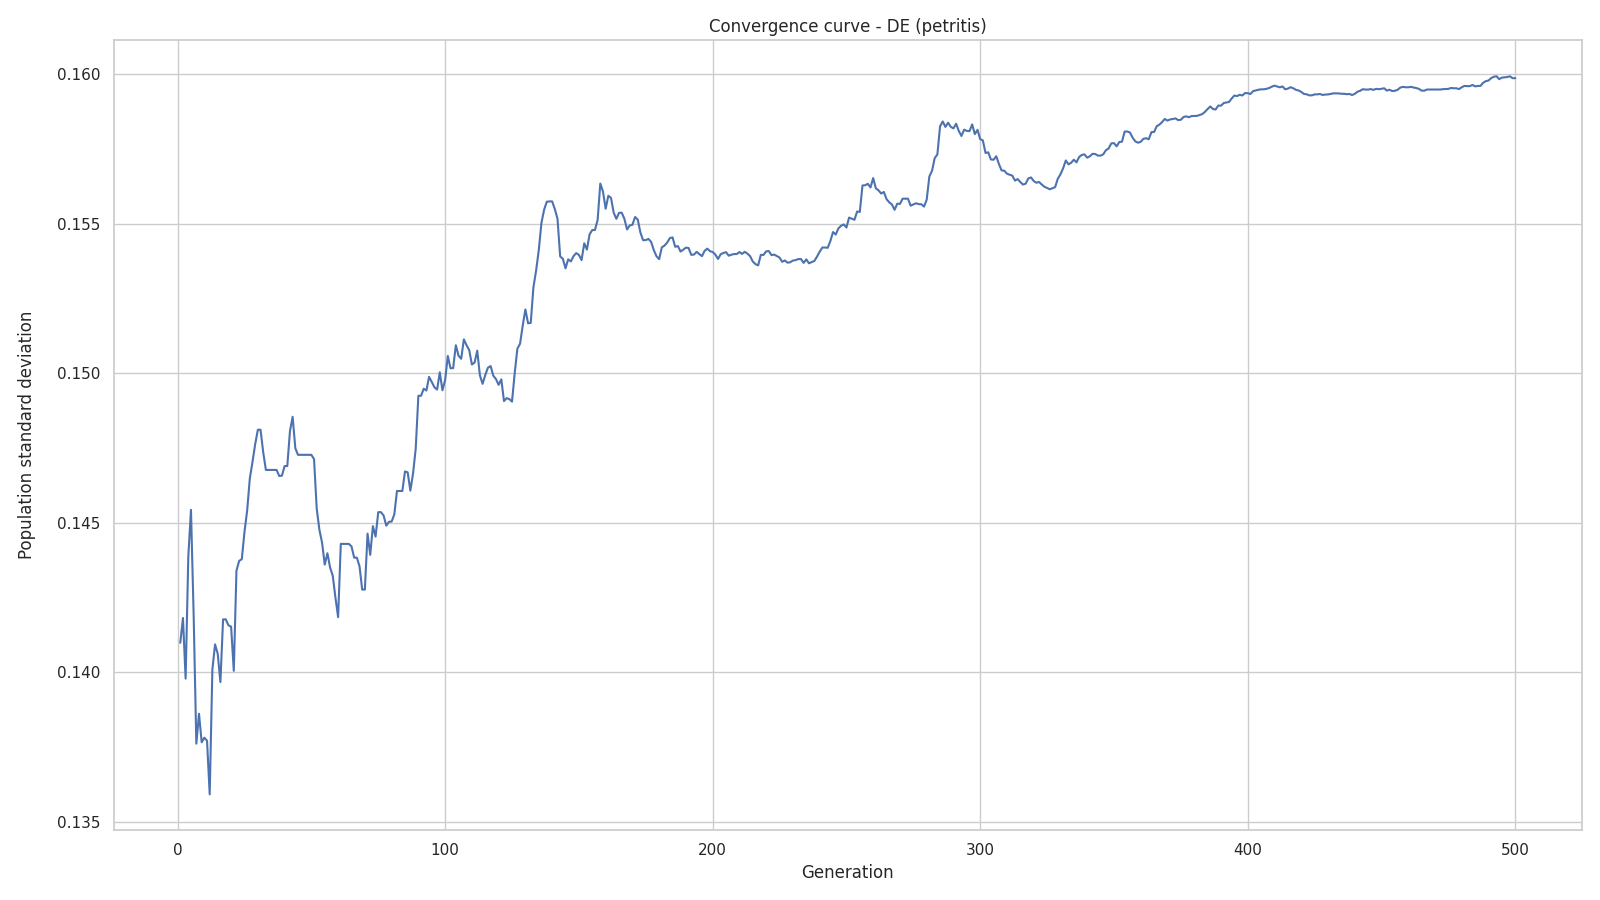 Convergence curve - DE (petritis)
Population standard deviation
0.160
0.155
0.150
0.145
0.140
0.135
0 100 200 300 400 500
Generation